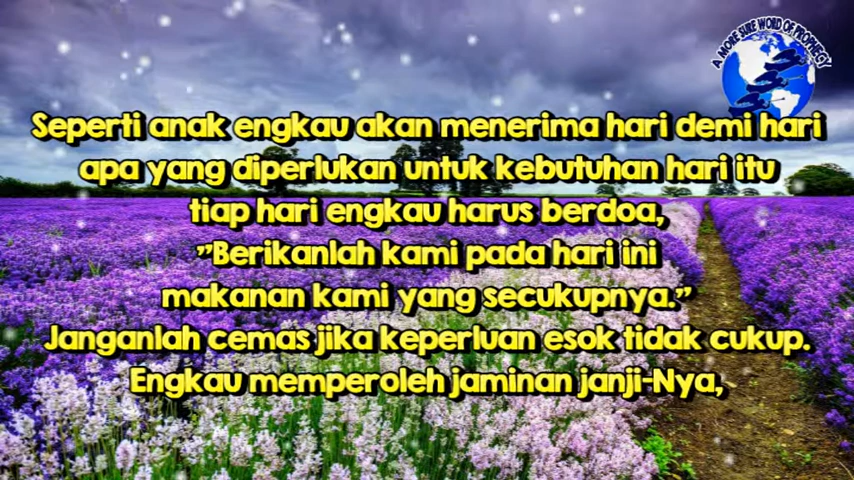 A MORE SURE WORD OF PROPHECY
Seperti anak engkau akan menerima hari demi hari
apa yang diperlukan untuk kebutuhan hari itu
tiap hari engkau harus berdoa,
"Berikanlah kami pada hari ini
makanan kami yang secukupnya."
Janganlah cemas jika keperluan esok tidak cukup.
Engkau memperoleh jaminan janji-Nya,